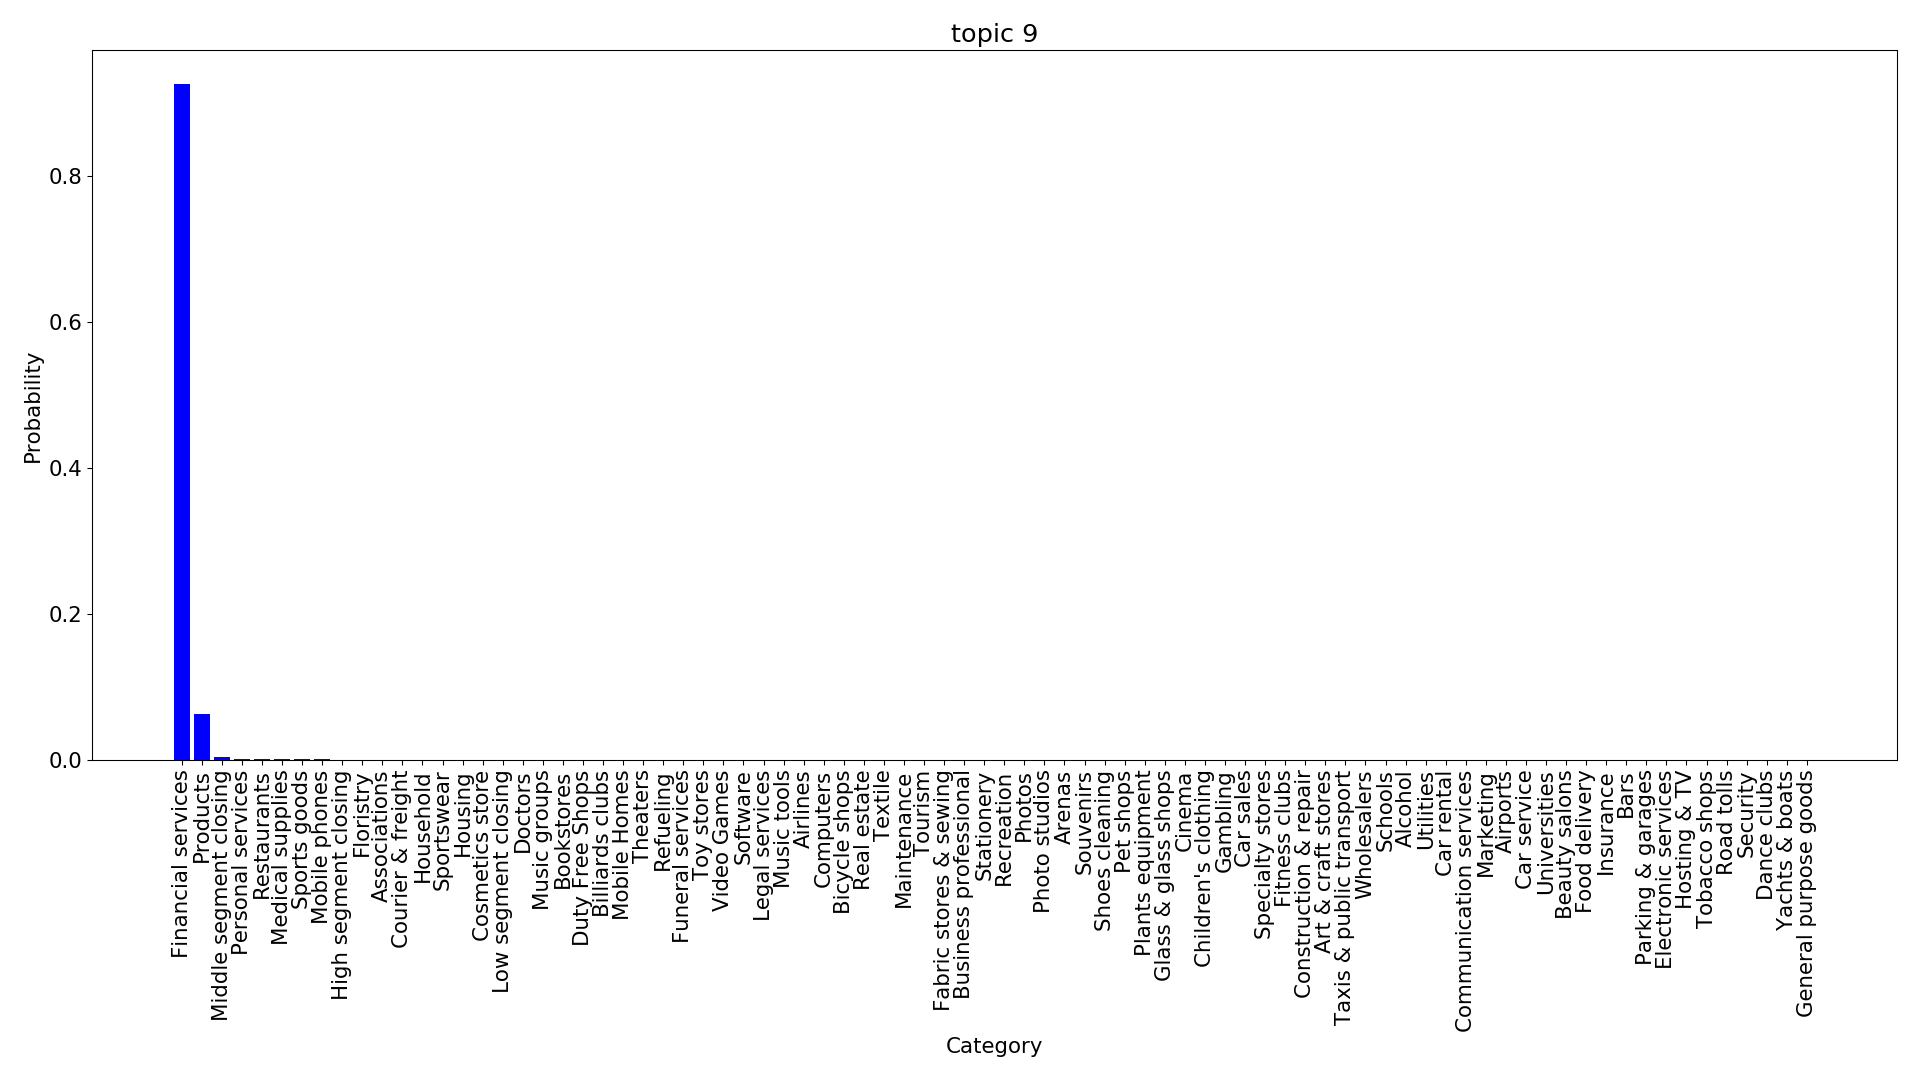 topic 9
Probability
0.8
0.6
0.4
0.2
0.0
Financial services
Products
Middle segment closing
Personal services
Restaurants
Medical supplies
Sports goods
Mobile phones
High segment closing
Floristry
Associations
Courier & freight
Household
Sportswear
Housing
Cosmetics store
Low segment closing
Doctors
Music groups
Bookstores
Duty Free Shops
Billiards clubs
Mobile Homes
Theaters
Refueling
Funeral services
Toy stores
Video Games
Software
Legal services
Music tools
Airlines
Computers
Bicycle shops
Real estate
Textile
Maintenance
Tourism
Fabric stores & sewing
Business professional
Stationery
Recreation
Photos
Photo studios
Arenas
Souvenirs
Shoes cleaning
Pet shops
Plants equipment
Glass & glass shops
Cinema
Children's clothing
Gambling
Car sales
Specialty stores
Fitness clubs
Construction & repair
Art & craft stores
Taxis & public transport
Wholesalers
Schools
Alcohol
Utilities
Car rental
Communication services
Marketing
Airports
Car service
Universities
Beauty salons
Food delivery
Insurance
Bars
Parking & garages
Electronic services
Hosting & TV
Tobacco shops
Road tolls
Security
Dance clubs
Yachts & boats
General purpose goods
Category